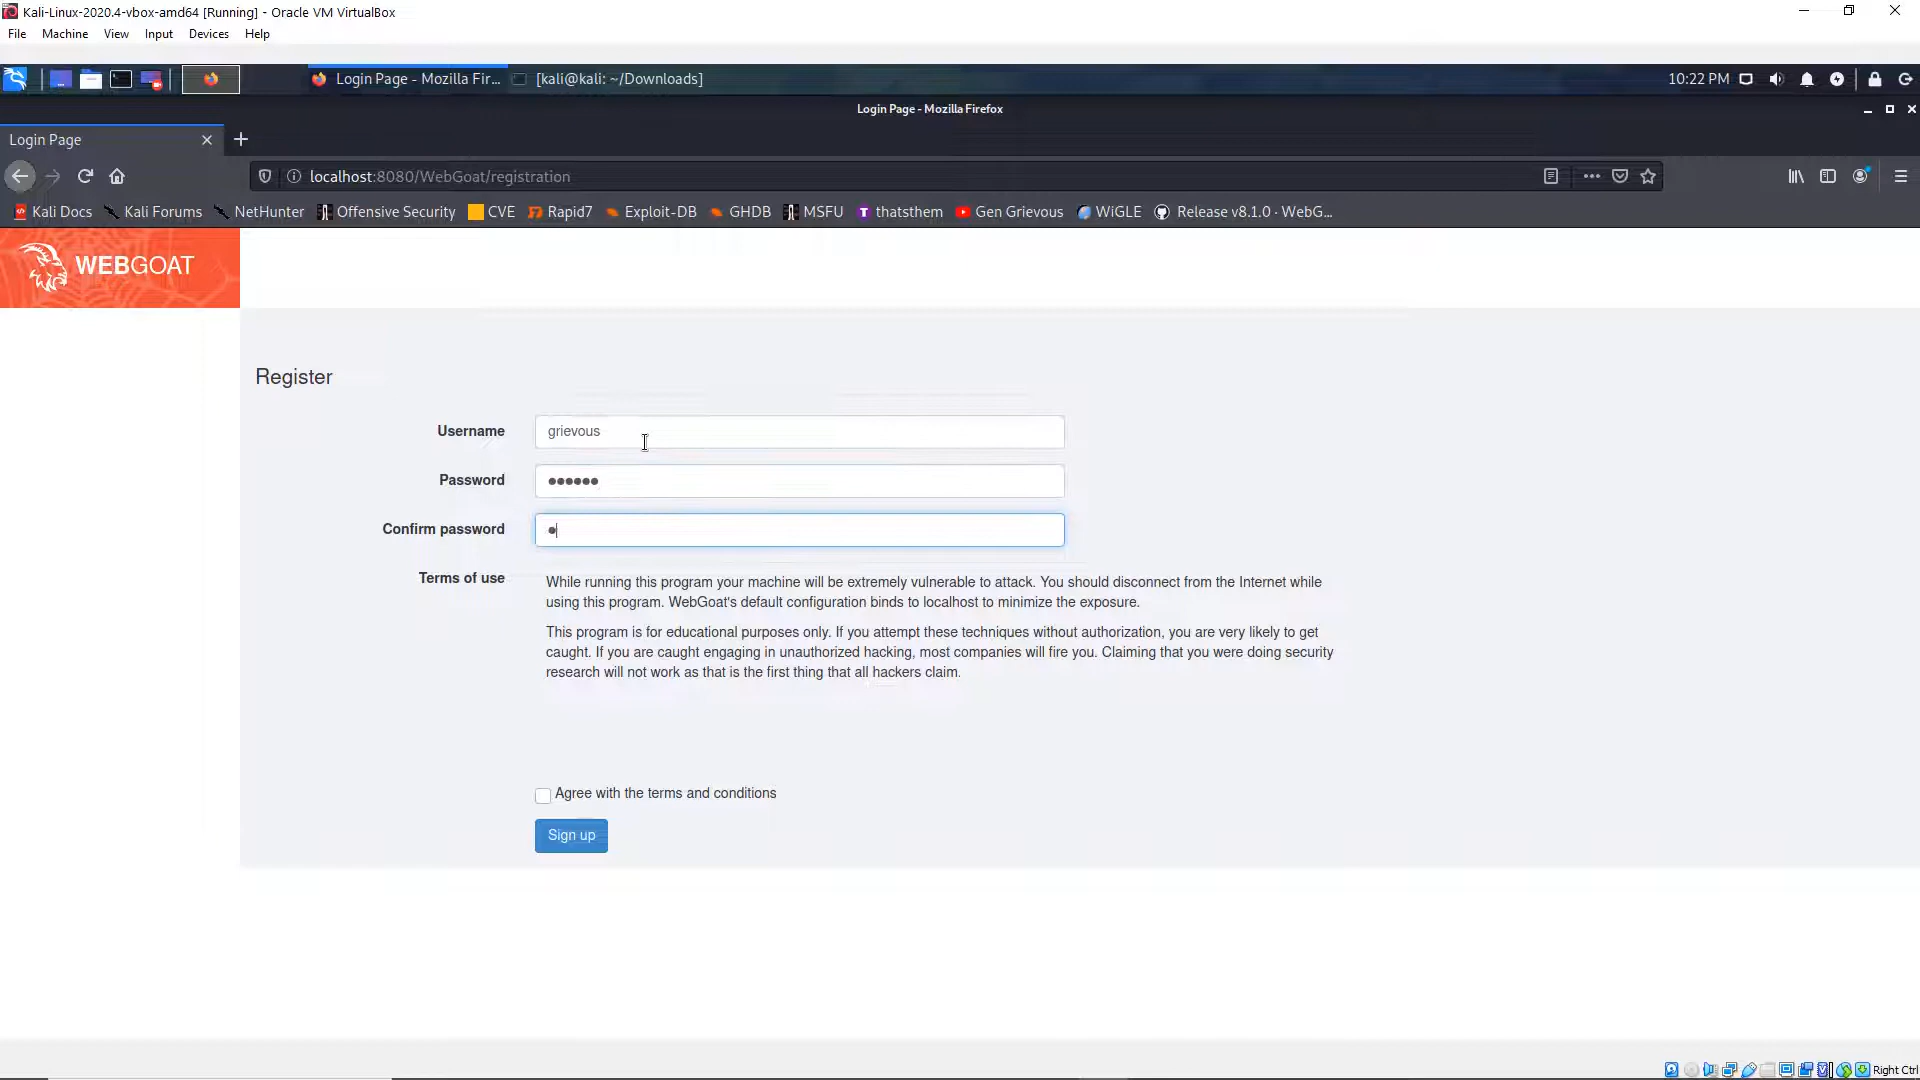 Kali-Linux-2020.4-vbox-amd64 [Running] - Oracle VM VirtualBox
File Machine View Input Devices Help
Login Page - Mozilla Fir... [kali@kali: ~/Downloads] 10:22 PM
Login Page - Mozilla Firefox
Login Page
localhost:8080/WebGoat/registration
Kali Docs Kali Forums NetHunter Offensive Security CVE Rapid7 Exploit-DB GHDB MSFU thatsthem Gen Grievous WiGLE Release v8.1.0 · WebG...
WEBGOAT
Register
Username grievous
Password ••••••
Confirm password •
Terms of use
While running this program your machine will be extremely vulnerable to attack. You should disconnect from the Internet while
using this program. WebGoat's default configuration binds to localhost to minimize the exposure.
This program is for educational purposes only. If you attempt these techniques without authorization, you are very likely to get
caught. If you are caught engaging in unauthorized hacking, most companies will fire you. Claiming that you were doing security
research will not work as that is the first thing that all hackers claim.
Agree with the terms and conditions
Sign up
Right Ctrl